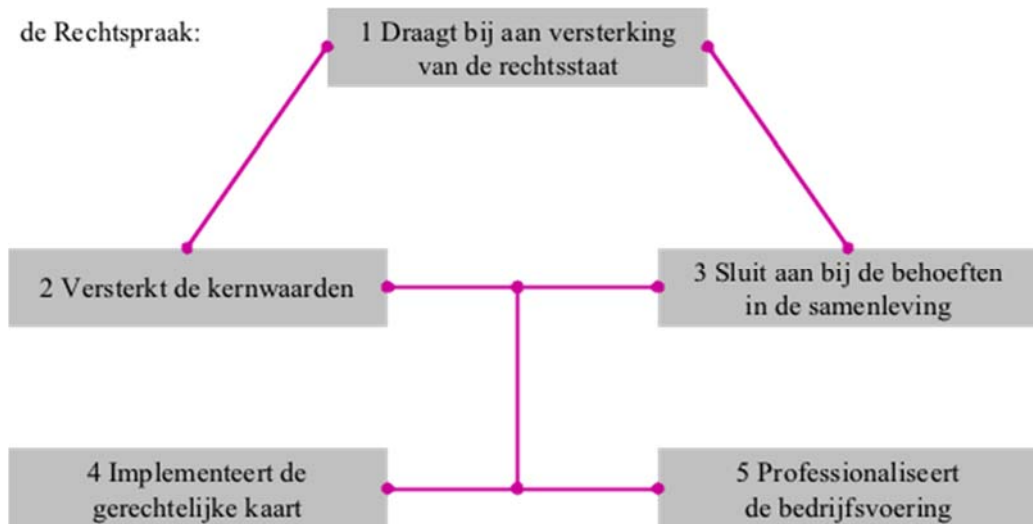 de Rechtspraak:
1 Draagt bij aan versterking
van de rechtsstaat
2 Versterkt de kernwaarden
3 Sluit aan bij de behoeften
in de samenleving
4 Implementeert de
gerechtelijke kaart
5 Professionaliseert
de bedrijfsvoering